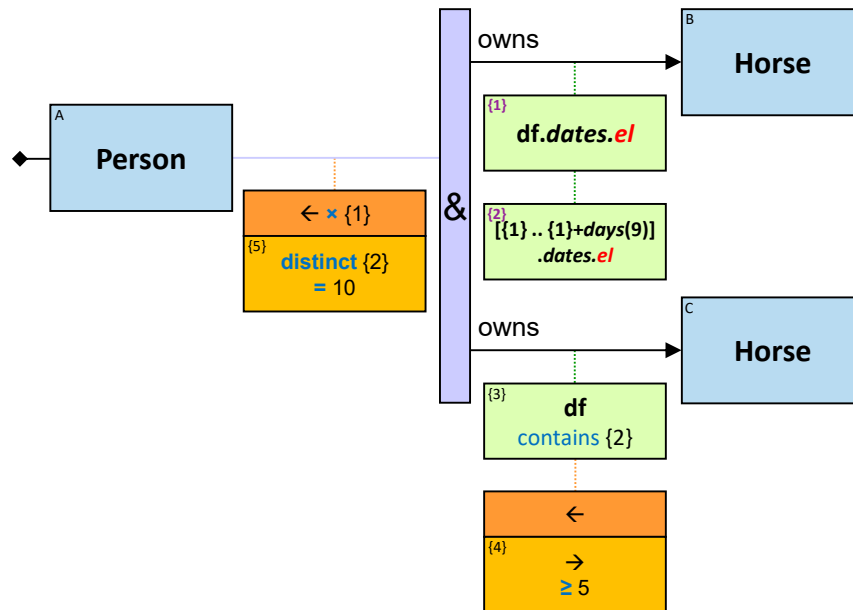 owns
B
Horse
{1}
df.dates.el
A
Person
← × {1}
{5}
distinct {2}
= 10
&
{2}
[{1} .. {1}+days(9)]
.dates.el
owns
C
Horse
{3}
df
contains {2}
←
{4}
→
≥ 5